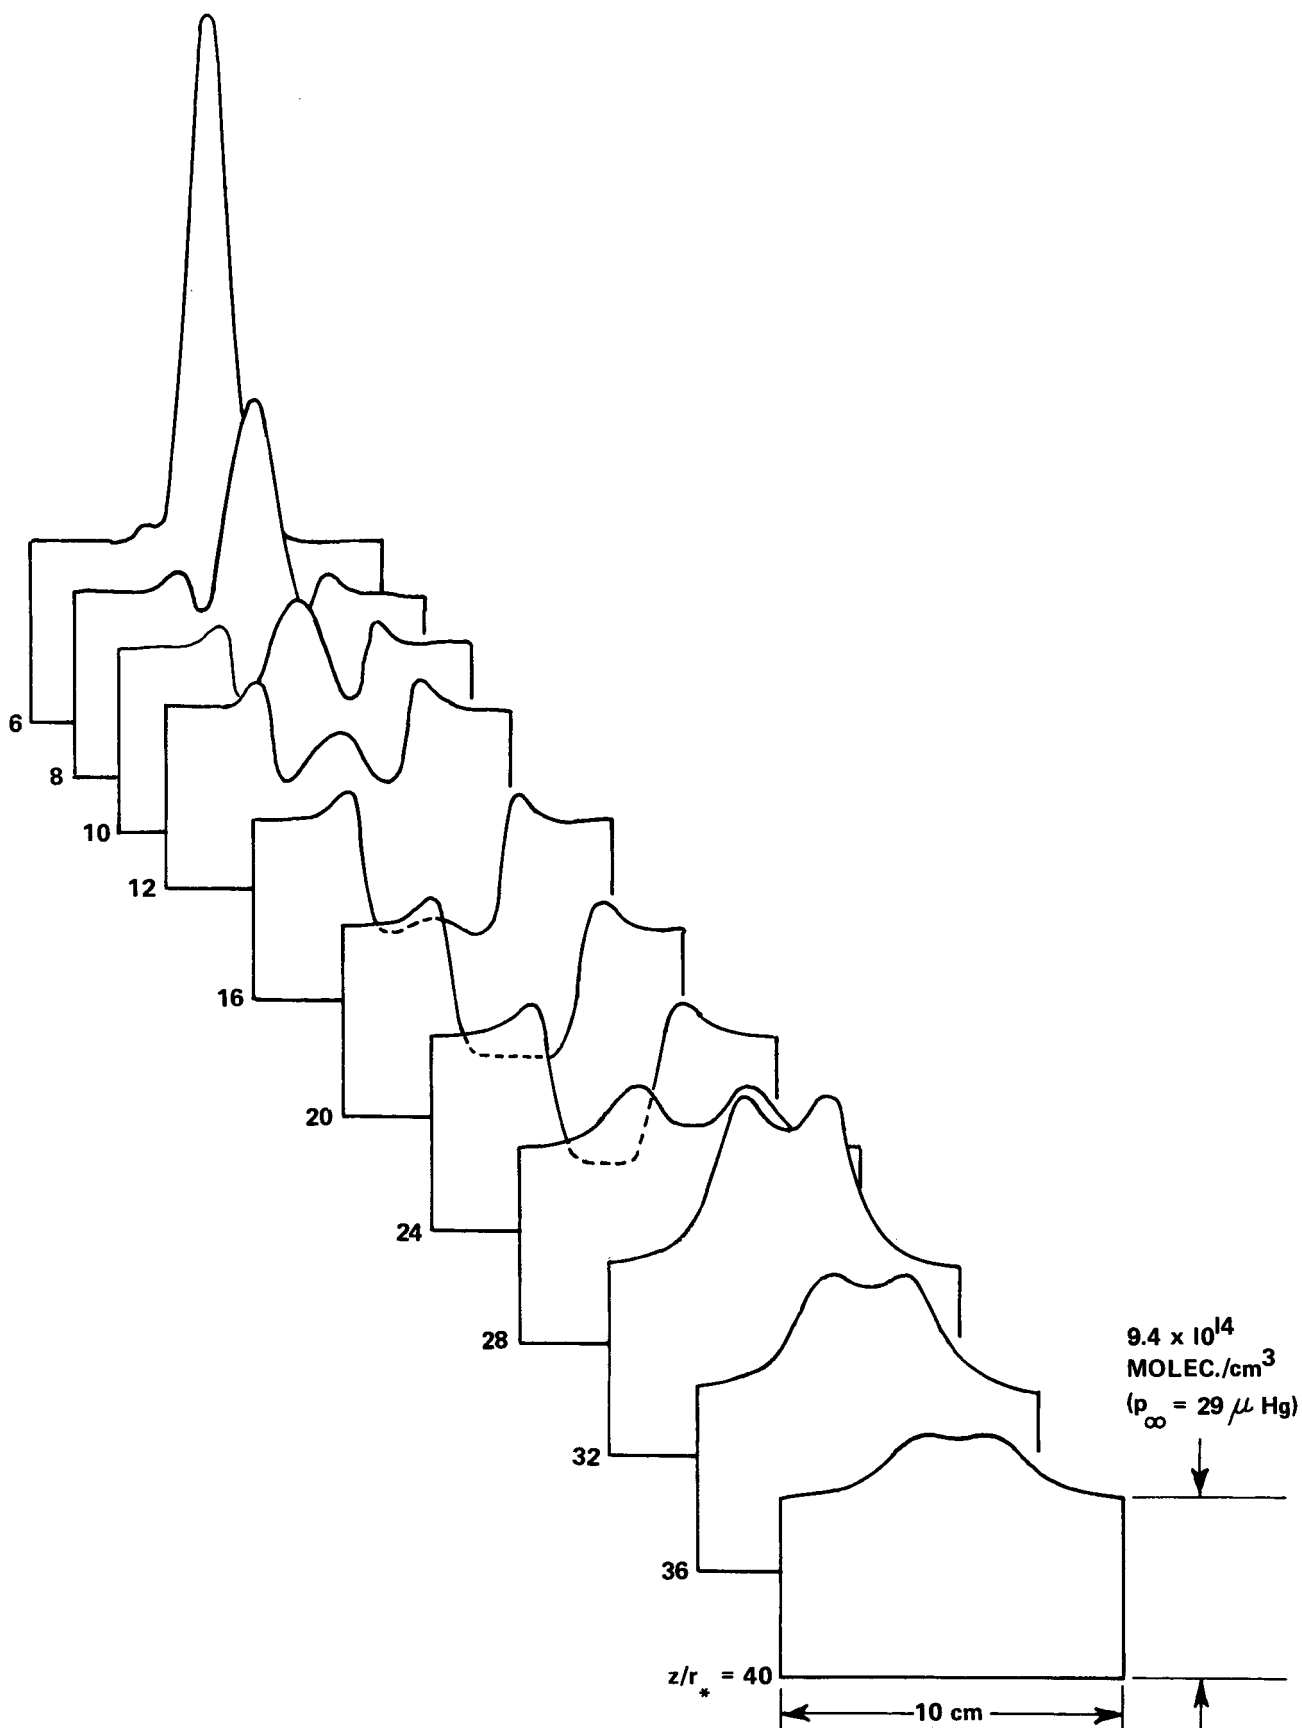 6
8
10
12
16
20
24
28
32
36
z/r* = 40
9.4 x 10¹⁴
MOLEC./cm³
(p∞ = 29 μ Hg)
10 cm